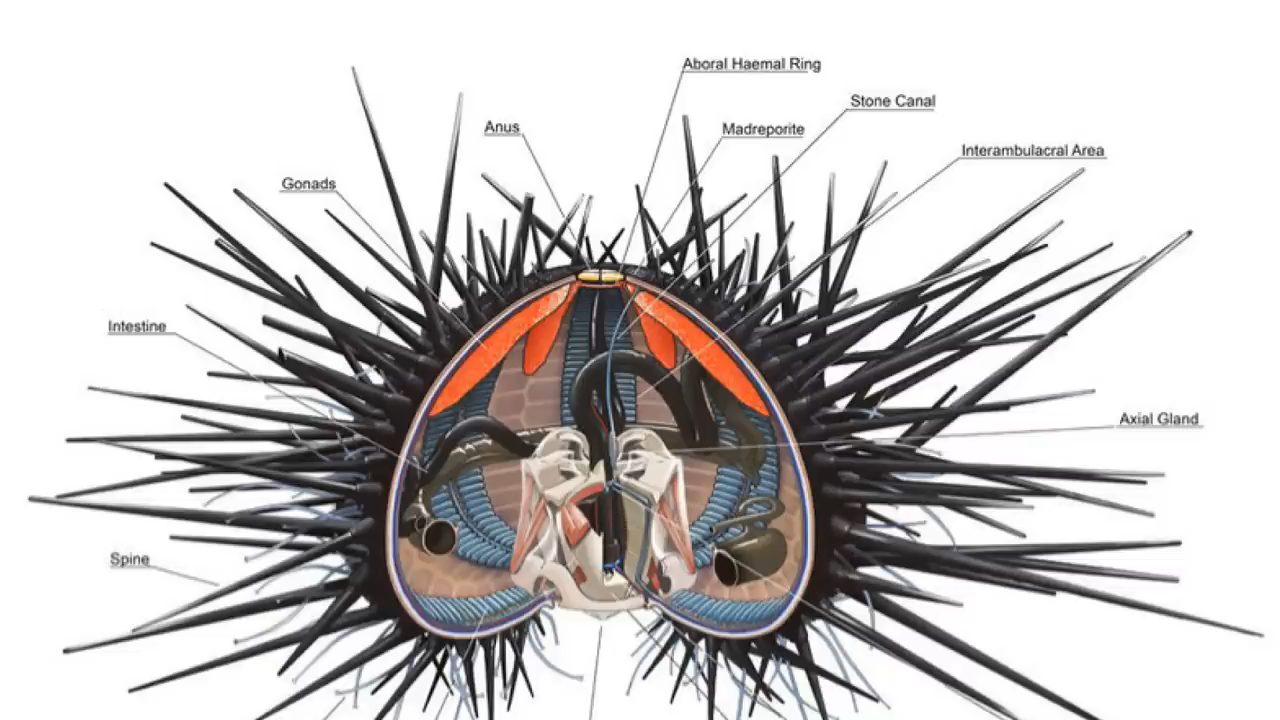 Aboral Haemal Ring
Stone Canal
Anus
Madreporite
Interambulacral Area
Gonads
Intestine
Axial Gland
Spine